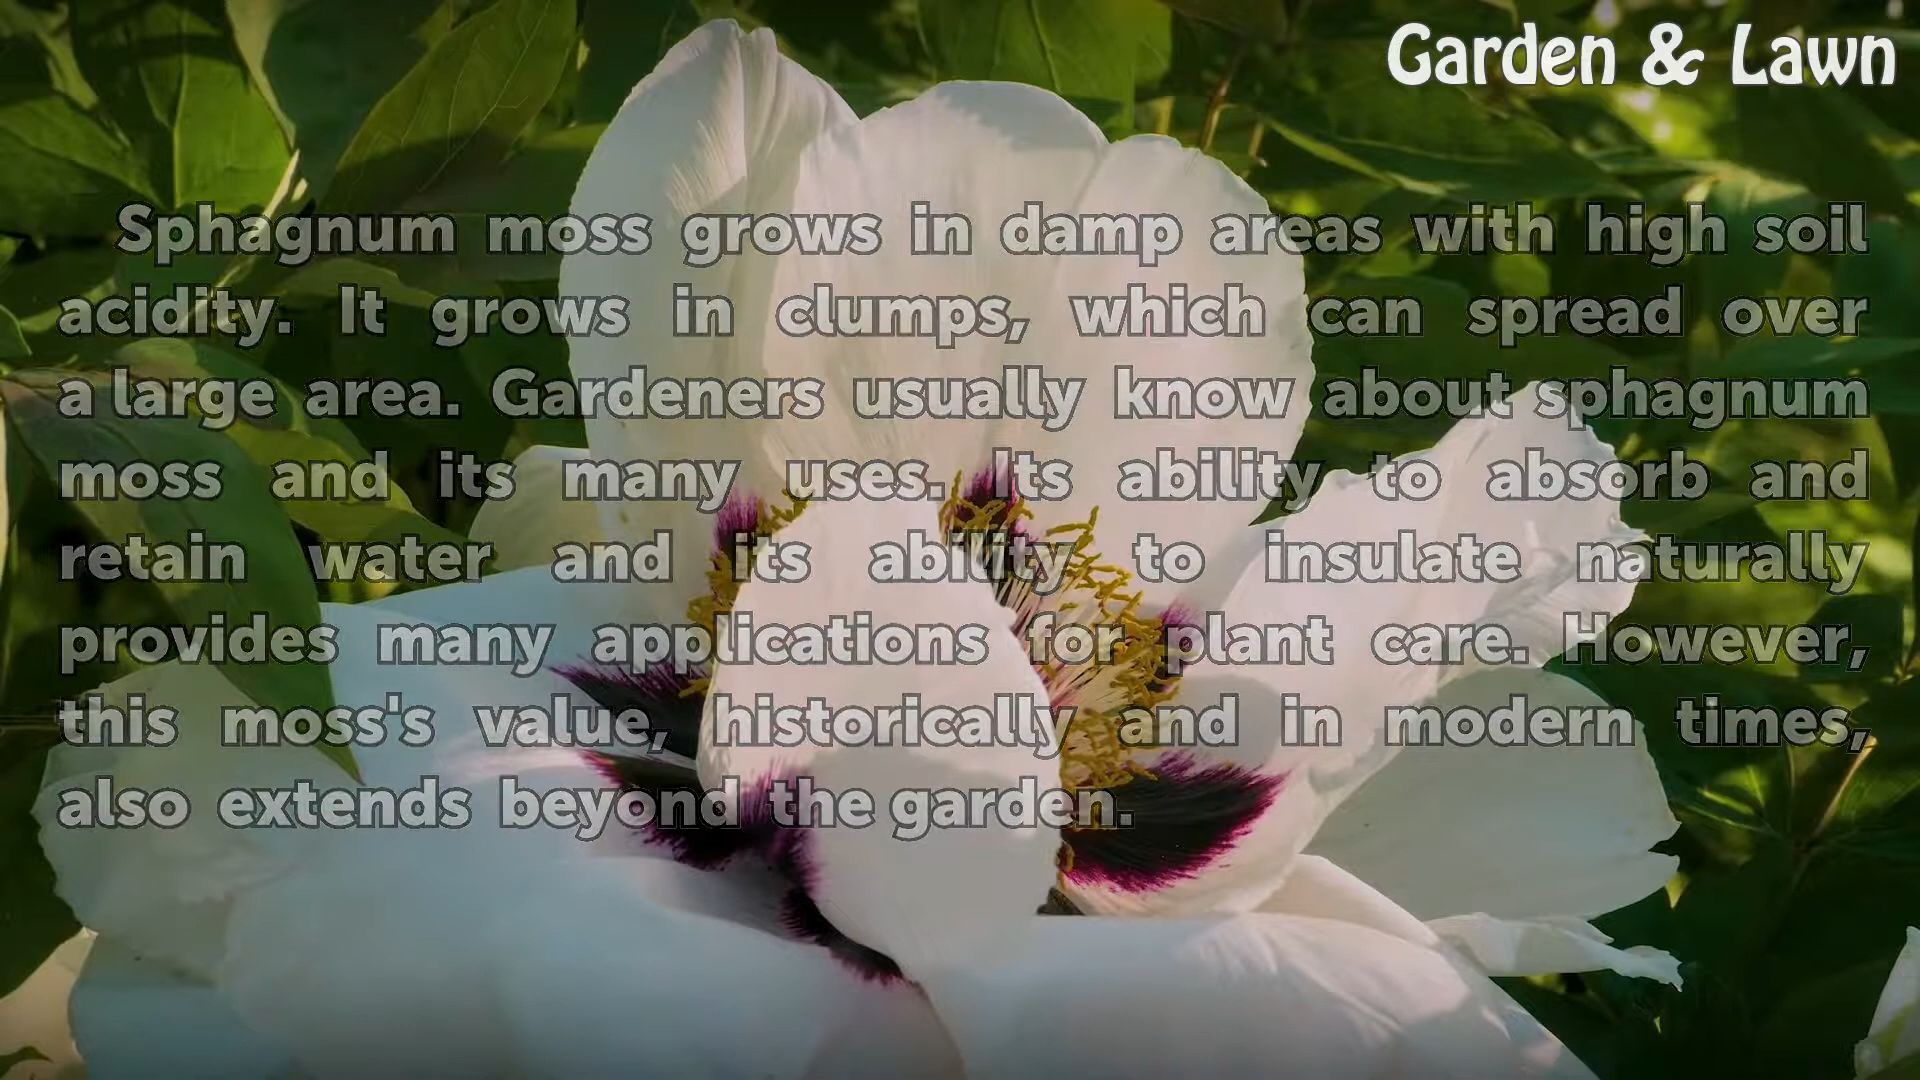 Garden & Lawn
Sphagnum moss grows in damp areas with high soil
acidity. It grows in clumps, which can spread over
a large area. Gardeners usually know about sphagnum
moss and its many uses. Its ability to absorb and
retain water and its ability to insulate naturally
provides many applications for plant care. However,
this moss's value, historically and in modern times,
also extends beyond the garden.